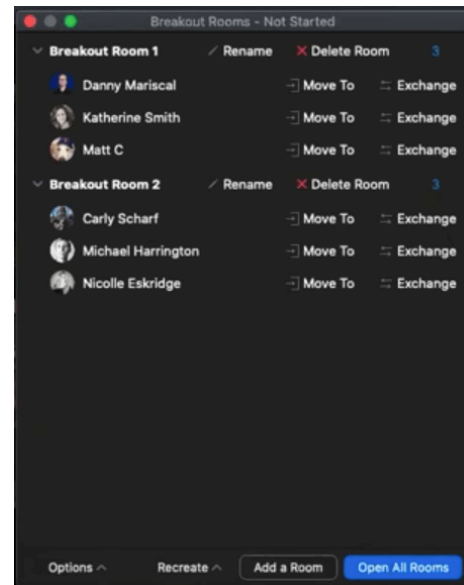 Breakout Rooms - Not Started
Breakout Room 1 Rename Delete Room 3
Danny Mariscal Move To Exchange
Katherine Smith Move To Exchange
Matt C Move To Exchange
Breakout Room 2 Rename Delete Room 3
Carly Scharf Move To Exchange
Michael Harrington Move To Exchange
Nicolle Eskridge Move To Exchange
Options Recreate Add a Room Open All Rooms